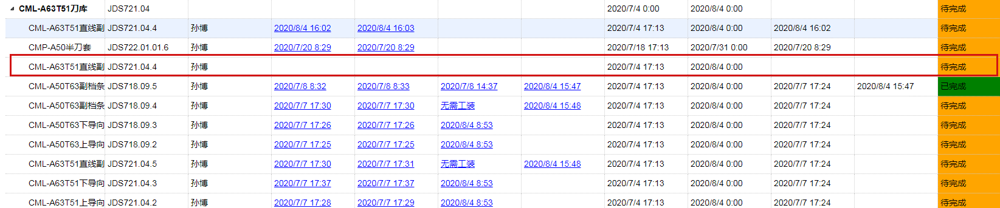 CML-A63T51刀库 JDS721.04 2020/7/4 0:00 2020/8/4 0:00 待完成
CML-A63T51直线副 JDS721.04.4 孙博 2020/8/4 16:02 2020/8/4 16:03 2020/7/4 17:13 2020/8/4 0:00 2020/8/4 16:02 待完成
CMP-A50半刀套 JDS722.01.01.6 孙博 2020/7/20 8:29 2020/7/20 8:29 2020/7/18 17:13 2020/7/31 0:00 2020/7/20 8:29 待完成
CML-A63T51直线副 JDS721.04.4 孙博 2020/7/4 17:13 2020/8/4 0:00 待完成
CML-A50T63副档条 JDS718.09.5 孙博 2020/7/8 8:32 2020/7/8 8:33 2020/7/8 14:37 2020/8/4 15:47 2020/7/4 17:13 2020/8/4 0:00 2020/7/7 17:24 2020/8/4 15:47 已完成
CML-A50T63副档条 JDS718.09.4 孙博 2020/7/7 17:30 2020/7/7 17:30 无需工装 2020/8/4 15:48 2020/7/4 17:13 2020/8/4 0:00 2020/7/7 17:24 待完成
CML-A50T63下导向 JDS718.09.3 孙博 2020/7/7 17:26 2020/7/7 17:26 2020/8/4 8:53 2020/7/4 17:13 2020/8/4 0:00 2020/7/7 17:24 待完成
CML-A50T63上导向 JDS718.09.2 孙博 2020/7/7 17:25 2020/7/7 17:25 2020/8/4 8:53 2020/7/4 17:13 2020/8/4 0:00 2020/7/7 17:24 待完成
CML-A63T51直线副 JDS721.04.5 孙博 2020/7/7 17:30 2020/7/7 17:31 无需工装 2020/8/4 15:48 2020/7/4 17:13 2020/8/4 0:00 2020/7/7 17:24 待完成
CML-A63T51下导向 JDS721.04.3 孙博 2020/7/7 17:37 2020/7/7 17:37 2020/8/4 8:53 2020/7/4 17:13 2020/8/4 0:00 2020/7/7 17:24 待完成
CML-A63T51上导向 JDS721.04.2 孙博 2020/7/7 17:28 2020/7/7 17:29 2020/8/4 8:53 2020/7/4 17:13 2020/8/4 0:00 2020/7/7 17:24 待完成